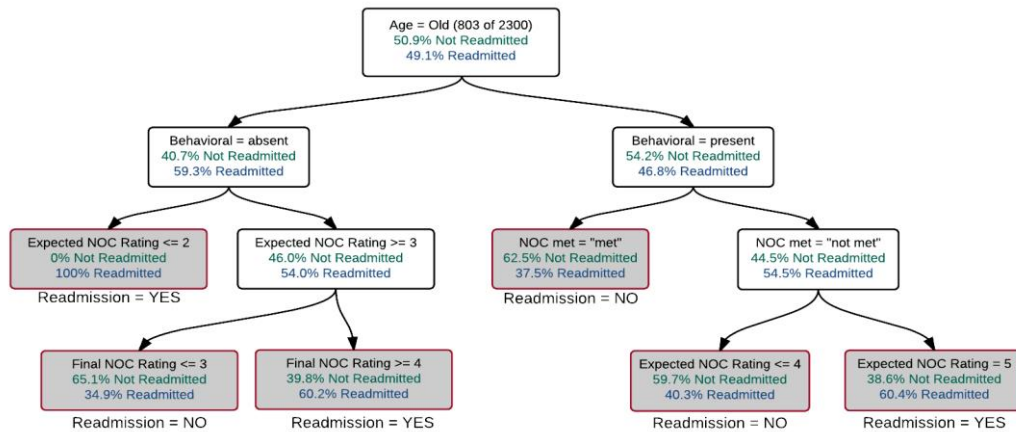 Age = Old (803 of 2300)
50.9% Not Readmitted
49.1% Readmitted
Behavioral = absent
40.7% Not Readmitted
59.3% Readmitted
Behavioral = present
54.2% Not Readmitted
46.8% Readmitted
Expected NOC Rating <= 2
0% Not Readmitted
100% Readmitted
Readmission = YES
Expected NOC Rating >= 3
46.0% Not Readmitted
54.0% Readmitted
NOC met = "met"
62.5% Not Readmitted
37.5% Readmitted
Readmission = NO
NOC met = "not met"
44.5% Not Readmitted
54.5% Readmitted
Final NOC Rating <= 3
65.1% Not Readmitted
34.9% Readmitted
Readmission = NO
Final NOC Rating >= 4
39.8% Not Readmitted
60.2% Readmitted
Readmission = YES
Expected NOC Rating <= 4
59.7% Not Readmitted
40.3% Readmitted
Readmission = NO
Expected NOC Rating = 5
38.6% Not Readmitted
60.4% Readmitted
Readmission = YES